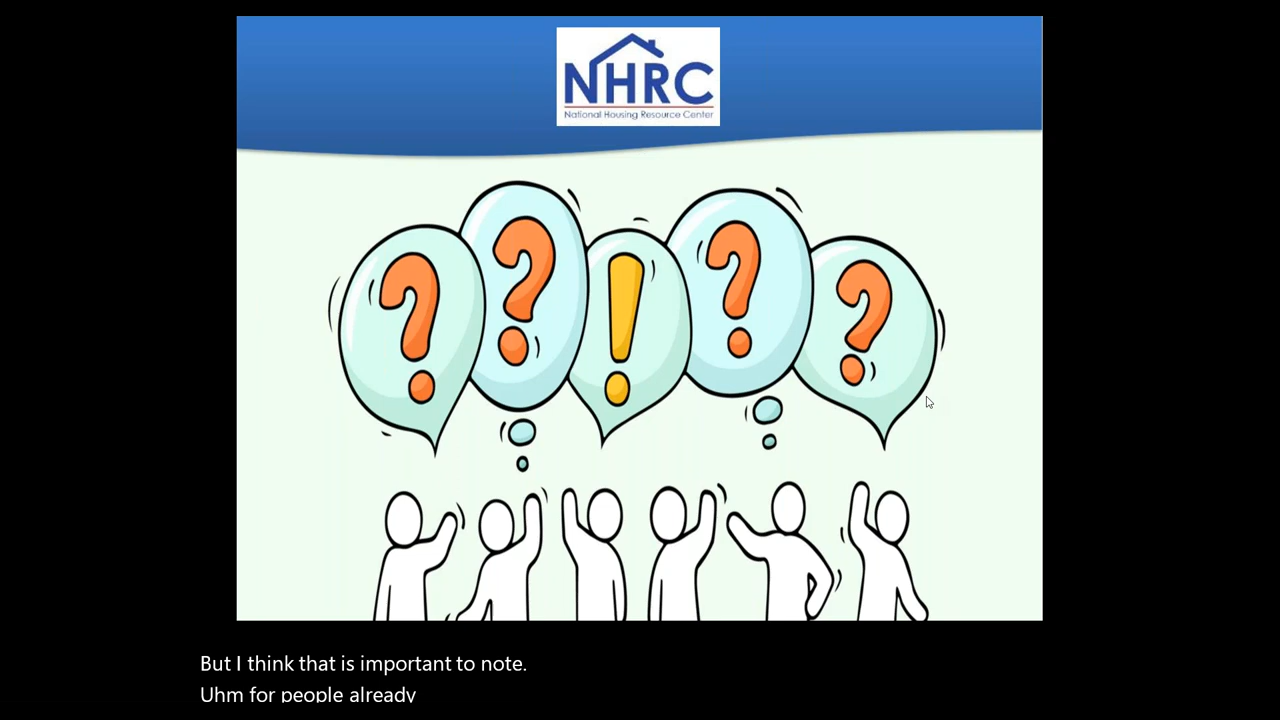 NHRC
National Housing Resource Center
? ? ! ? ?
But I think that is important to note.
Uhm for people already